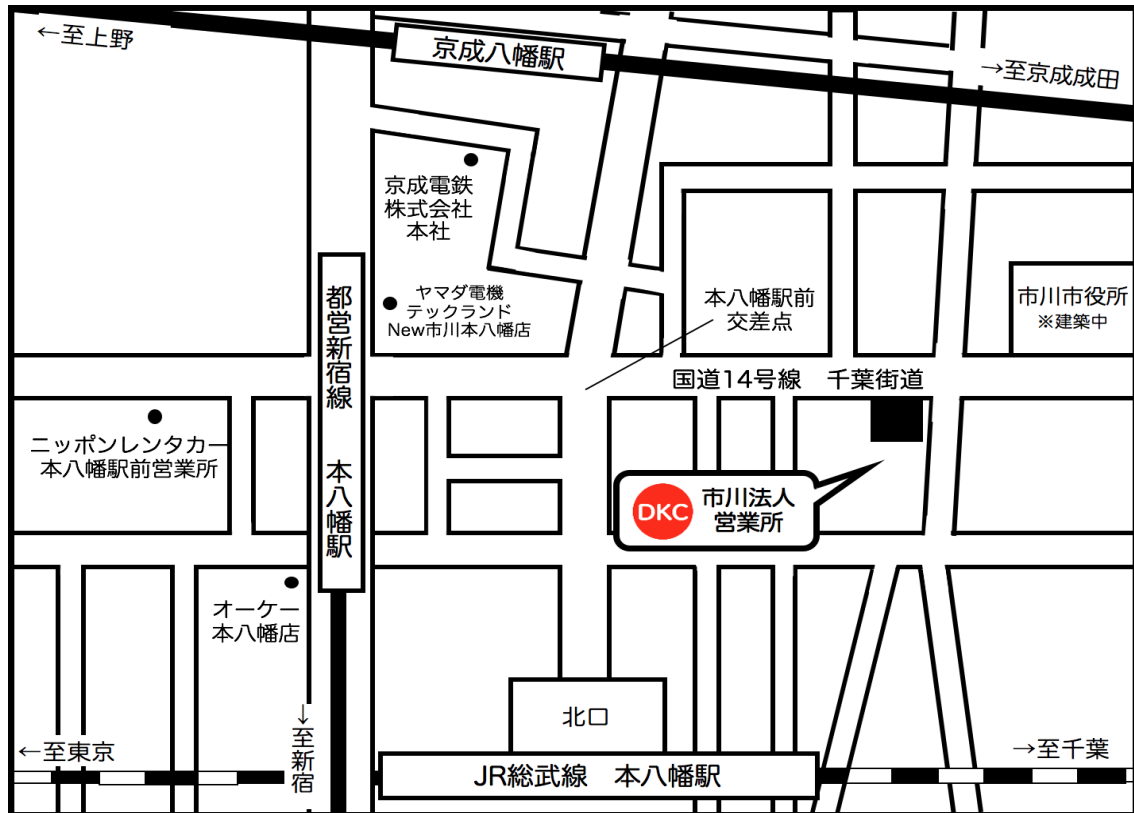 ←至上野
京成八幡駅
→至京成成田
京成電鉄
株式会社
本社
ヤマダ電機
テックランド
New市川本八幡店
本八幡駅前
交差点
市川市役所
※建築中
都営新宿線 本八幡駅
国道14号線 千葉街道
ニッポンレンタカー
本八幡駅前営業所
DKC
市川法人
営業所
オーケー
本八幡店
北口
←至東京
↓至新宿
→至千葉
JR総武線 本八幡駅